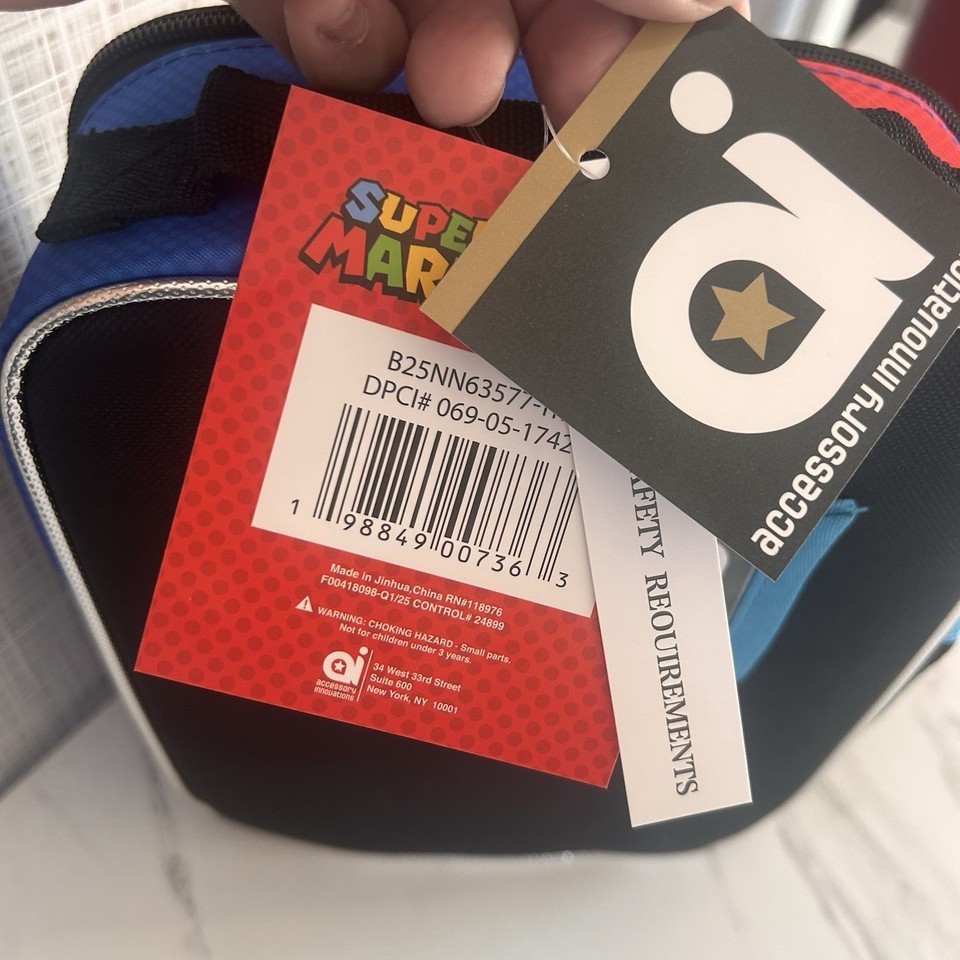 SUPE
MAR
B25NN63577-
DPCI# 069-05-1742
1 98849 00736 3
Made in Jinhua,China RN#118976
F00418098-Q1/25 CONTROL# 24899
WARNING: CHOKING HAZARD - Small parts.
Not for children under 3 years.
ai
accessory
innovations
34 West 33rd Street
Suite 600
New York, NY 10001
AFETY REQUIREMENTS
ai
accessory innovatio